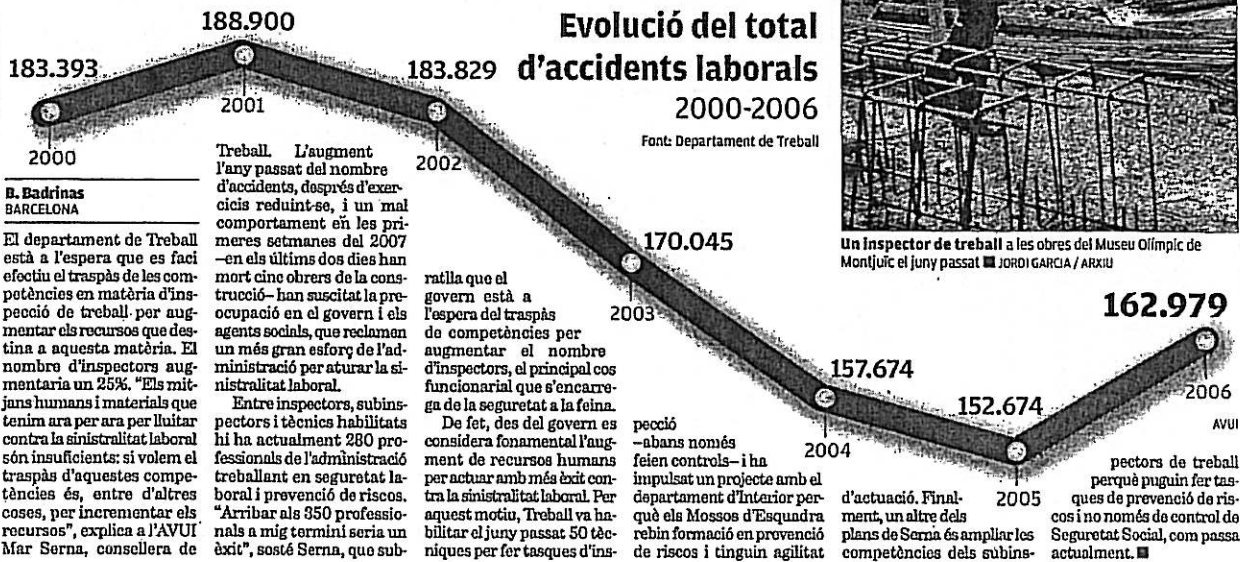 Evolució del total
d'accidents laborals
2000-2006
Font: Departament de Treball
183.393
2000
188.900
2001
183.829
2002
170.045
2003
157.674
2004
152.674
2005
162.979
2006
AVUI
Un inspector de treball a les obres del Museu Olímpic de
Montjuïc el juny passat ■ JORDI GARCIA / ARXIU
B. Badrinas
BARCELONA
El departament de Treball
està a l'espera que es faci
efectiu el traspàs de les com-
petències en matèria d'ins-
pecció de treball per aug-
mentar els recursos que des-
tina a aquesta matèria. El
nombre d'inspectors aug-
mentaria un 25%. "Els mit-
jans humans i materials que
tenim ara per ara per lluitar
contra la sinistralitat laboral
són insuficients: si volem el
traspàs d'aquestes compe-
tències és, entre d'altres
coses, per incrementar els
recursos", explica a l'AVUI
Mar Serna, consellera de
Treball. L'augment
l'any passat del nombre
d'accidents, després d'exer-
cicis reduint-se, i un mal
comportament en les pri-
meres setmanes del 2007
–en els últims dos dies han
mort cinc obrers de la cons-
trucció– han suscitat la pre-
ocupació en el govern i els
agents socials, que reclamen
un més gran esforç de l'ad-
ministració per aturar la si-
nistralitat laboral.
Entre inspectors, subins-
pectors i tècnics habilitats
hi ha actualment 280 pro-
fessionals de l'administració
treballant en seguretat la-
boral i prevenció de riscos.
"Arribar als 350 professio-
nals a mig termini seria un
èxit", sosté Serna, que sub-
ratlla que el
govern està a
l'espera del traspàs
de competències per
augmentar el nombre
d'inspectors, el principal cos
funcionarial que s'encarre-
ga de la seguretat a la feina.
De fet, des del govern es
considera fonamental l'aug-
ment de recursos humans
per actuar amb més èxit con-
tra la sinistralitat laboral. Per
aquest motiu, Treball va ha-
bilitar el juny passat 50 tèc-
niques per fer tasques d'ins-
pecció
–abans només
feien controls– i ha
impulsat un projecte amb el
departament d'Interior per-
què els Mossos d'Esquadra
rebin formació en prevenció
de riscos i tinguin agilitat
d'actuació. Final-
ment, un altre dels
plans de Serna és ampliar les
competències dels subins-
pectors de treball
perquè puguin fer tas-
ques de prevenció de ris-
cos i no només de control de
Seguretat Social, com passa
actualment. ■